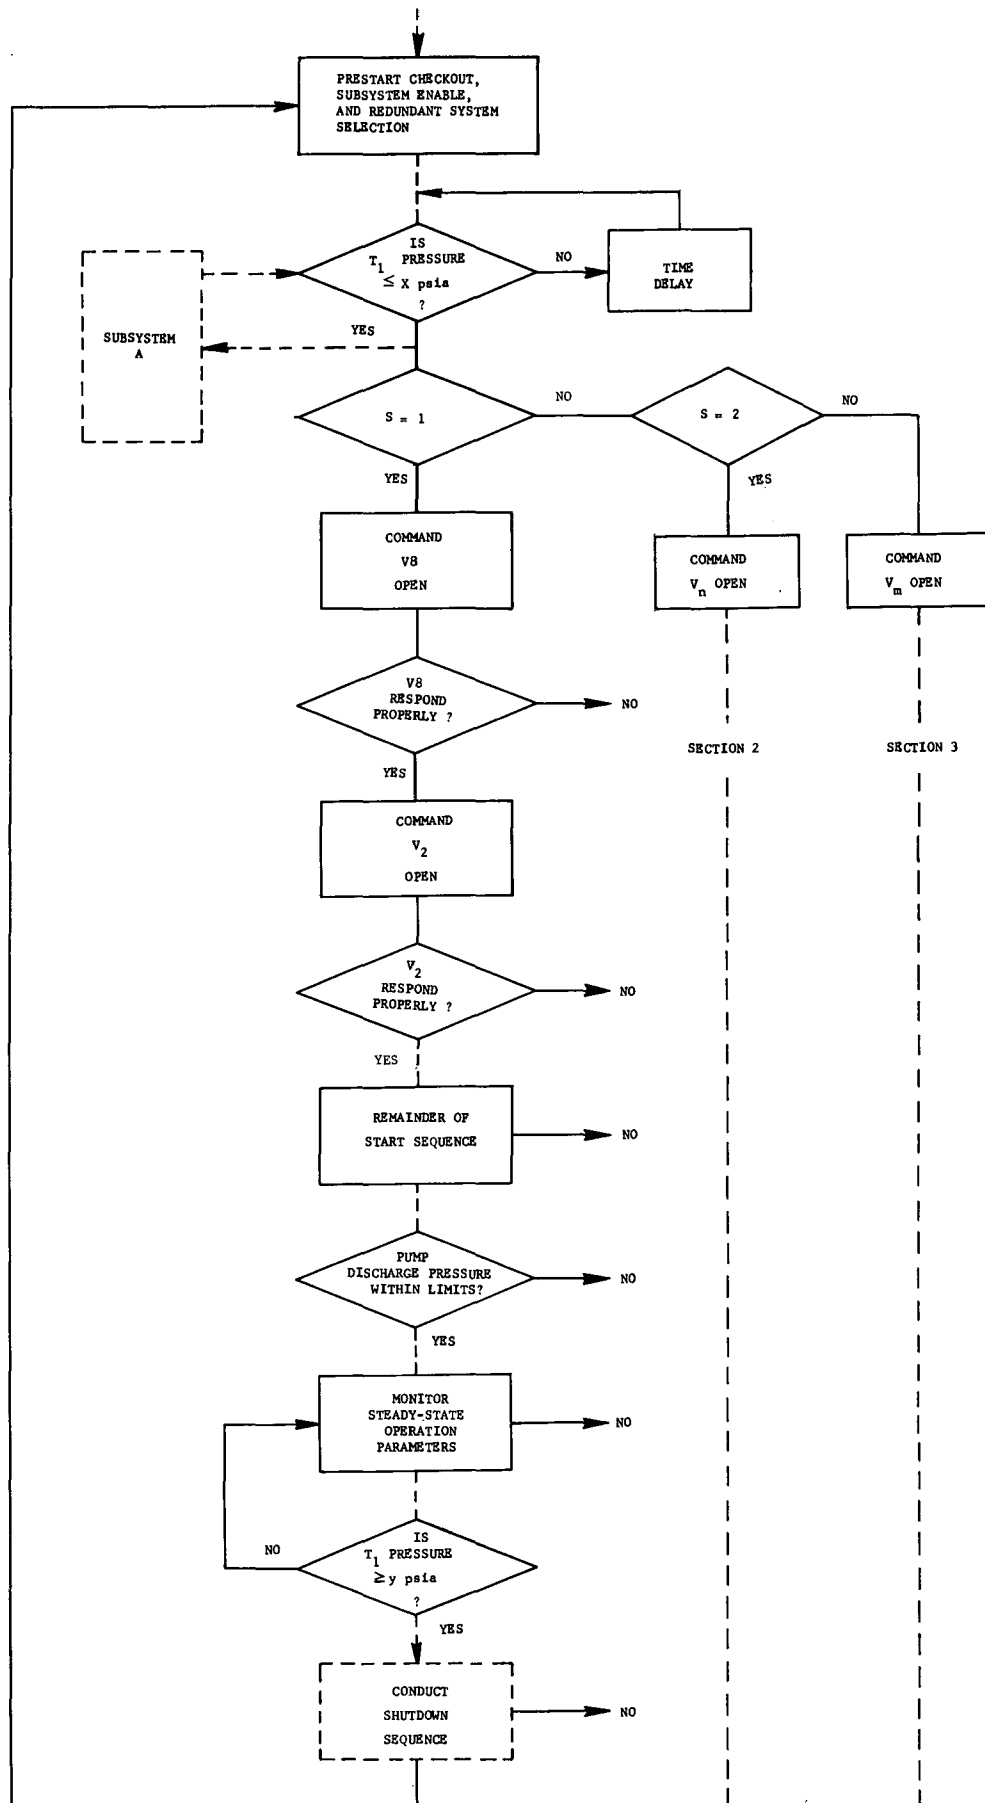 PRESTART CHECKOUT,
SUBSYSTEM ENABLE,
AND REDUNDANT SYSTEM
SELECTION
IS
T1 PRESSURE
≤ X psia
?
NO
TIME
DELAY
YES
SUBSYSTEM
A
S = 1
NO
S = 2
NO
YES
YES
COMMAND
V8
OPEN
COMMAND
Vn OPEN
COMMAND
Vm OPEN
V8
RESPOND
PROPERLY ?
NO
YES
SECTION 2
SECTION 3
COMMAND
V2
OPEN
V2
RESPOND
PROPERLY ?
NO
YES
REMAINDER OF
START SEQUENCE
NO
PUMP
DISCHARGE PRESSURE
WITHIN LIMITS?
NO
YES
MONITOR
STEADY-STATE
OPERATION
PARAMETERS
NO
IS
T1 PRESSURE
≥ y psia
?
NO
YES
CONDUCT
SHUTDOWN
SEQUENCE
NO